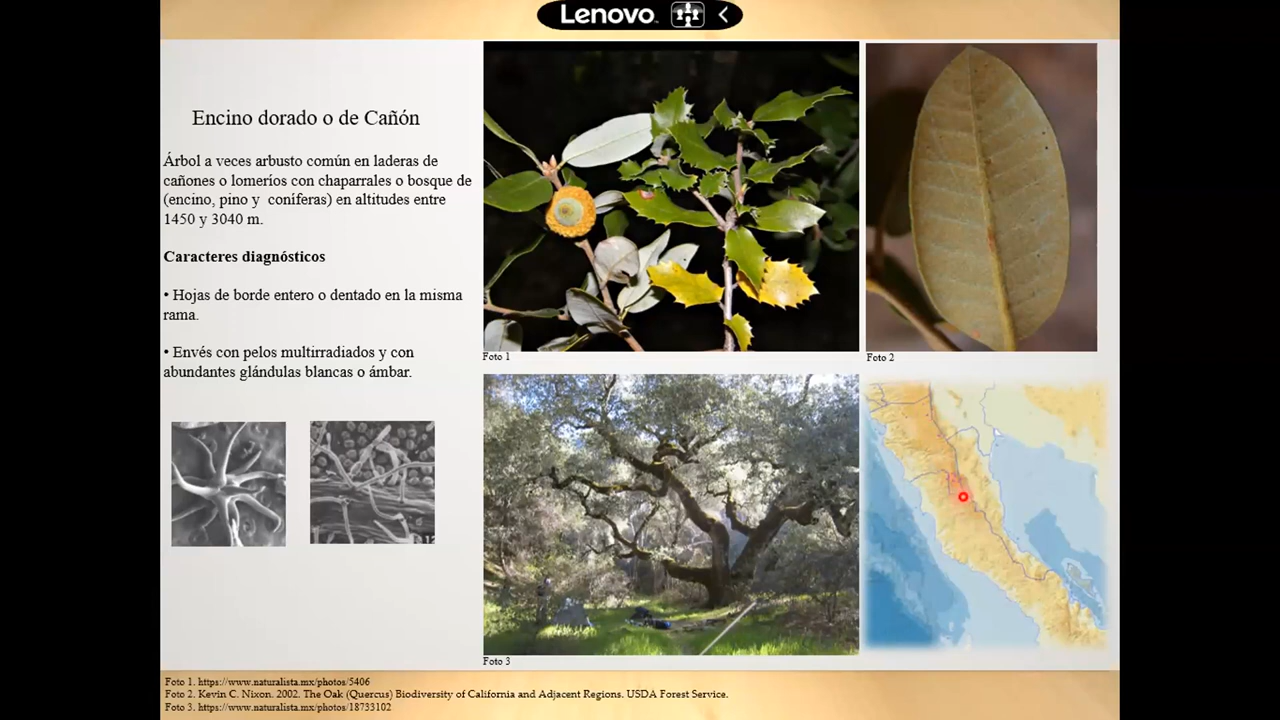 Lenovo
Encino dorado o de Cañón
Árbol a veces arbusto común en laderas de
cañones o lomeríos con chaparrales o bosque de
(encino, pino y coníferas) en altitudes entre
1450 y 3040 m.
Caracteres diagnósticos
• Hojas de borde entero o dentado en la misma
rama.
• Envés con pelos multirradiados y con
abundantes glándulas blancas o ámbar.
Foto 1
Foto 2
Foto 3
Foto 1. https://www.naturalista.mx/photos/5406
Foto 2. Kevin C. Nixon. 2002. The Oak (Quercus) Biodiversity of California and Adjacent Regions. USDA Forest Service.
Foto 3. https://www.naturalista.mx/photos/18733102